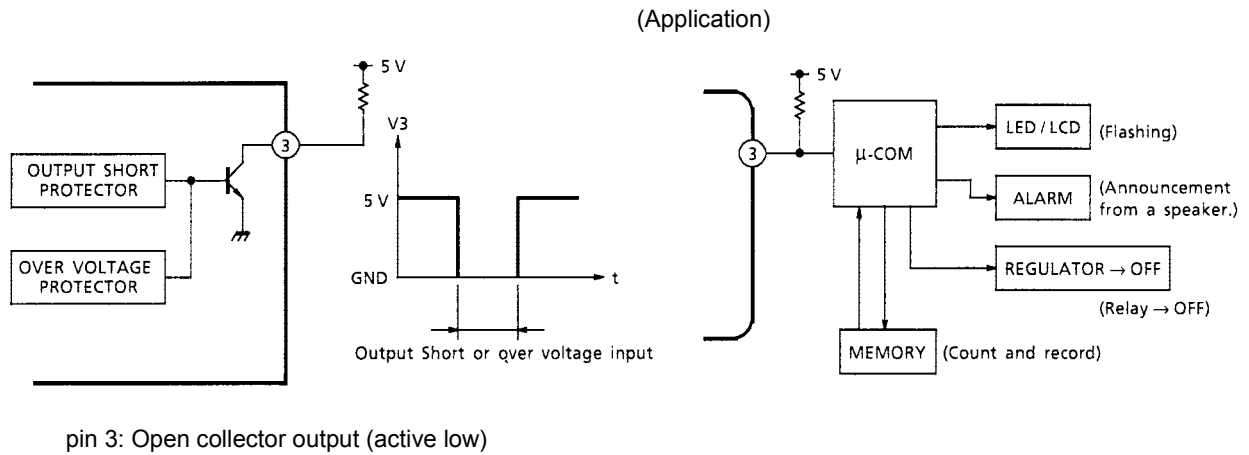 (Application)
5 V
3
OUTPUT SHORT
PROTECTOR
OVER VOLTAGE
PROTECTOR
V3
5 V
GND
t
Output Short or over voltage input
5 V
3
μ-COM
LED / LCD
(Flashing)
ALARM
(Announcement
from a speaker.)
REGULATOR → OFF
(Relay → OFF)
MEMORY
(Count and record)
pin 3: Open collector output (active low)